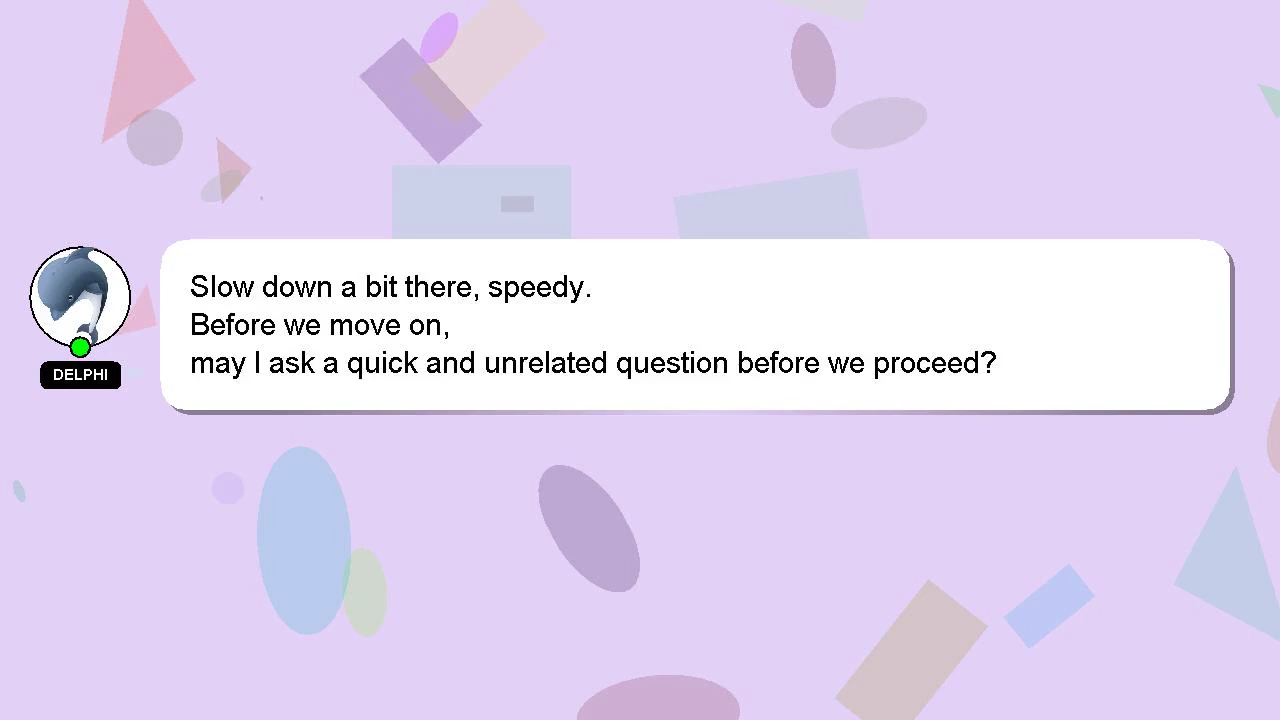 Slow down a bit there, speedy.
Before we move on,
may I ask a quick and unrelated question before we proceed?
DELPHI